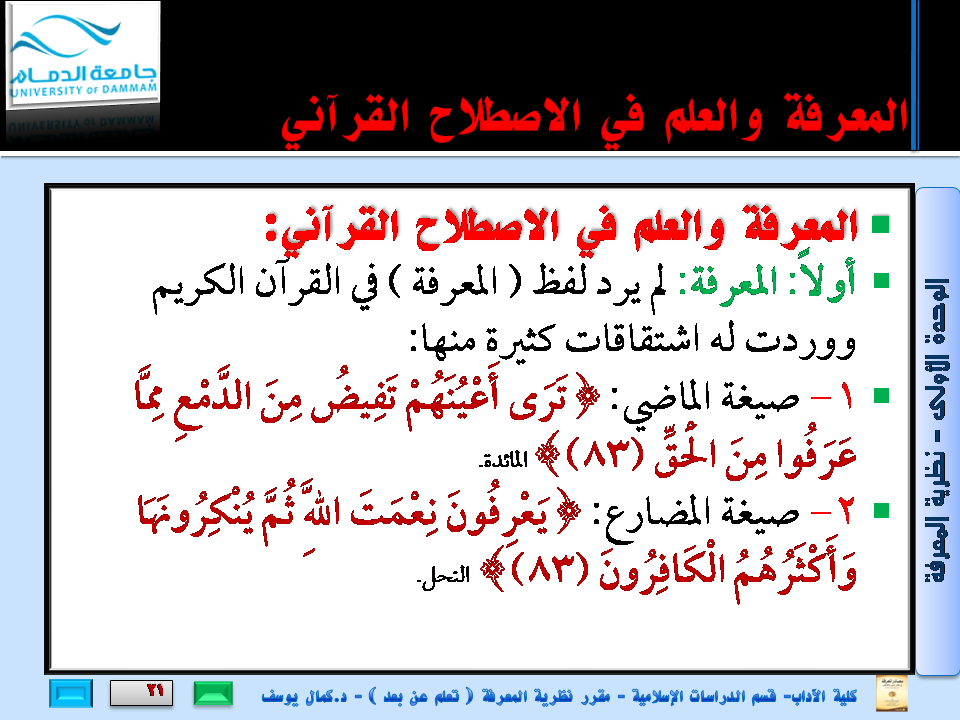 جامعة الدمام
UNIVERSITY OF DAMMAM
المعرفة والعلم في الاصطلاح القرآني
المعرفة والعلم في الاصطلاح القرآني:
أولاً: المعرفة: لم يرد لفظ ( المعرفة ) في القرآن الكريم
ووردت له اشتقاقات كثيرة منها:
١ – صيغة الماضي: ﴿ تَرَى أَعْيُنَهُمْ تَفِيضُ مِنَ الدَّمْعِ مِمَّا
عَرَفُوا مِنَ الْحَقِّ (٨٣)﴾ المائدة.
٢ – صيغة المضارع: ﴿ يَعْرِفُونَ نِعْمَتَ اللَّهِ ثُمَّ يُنْكِرُونَهَا
وَأَكْثَرُهُمُ الْكَافِرُونَ (٨٣)﴾ النحل.
الوحدة الأولى – نظرية المعرفة
كلية الآداب- قسم الدراسات الإسلامية – مقرر نظرية المعرفة ( تعلم عن بعد ) – د.كمال يوسف
٢١